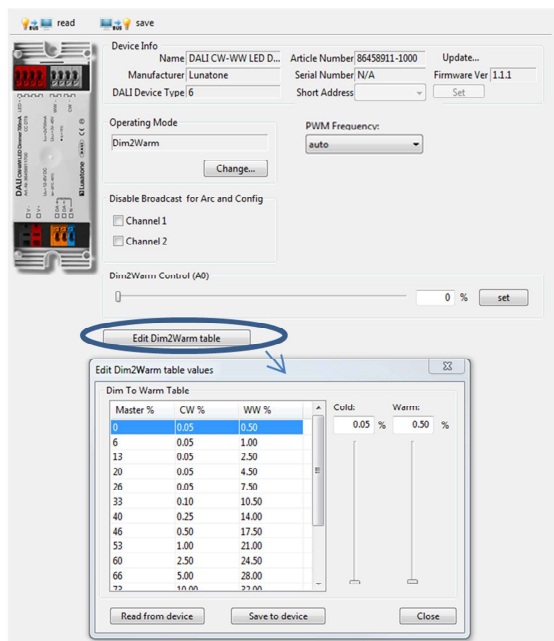 read save
Device Info
Name DALI CW-WW LED D... Article Number 86458911-1000 Update...
Manufacturer Lunatone Serial Number N/A Firmware Ver 1.1.1
DALI Device Type 6 Short Address Set
Operating Mode PWM Frequency:
Dim2Warm auto
Change...
Disable Broadcast for Arc and Config
Channel 1
Channel 2
Dim2Warm Control (A0)
0 % set
Edit Dim2Warm table
Edit Dim2Warm table values
Dim To Warm Table
Master % CW % WW % Cold: Warm:
0 0.05 0.50 0.05 % 0.50 %
6 0.05 1.00
13 0.05 2.50
20 0.05 4.50
26 0.05 7.50
33 0.10 10.50
40 0.25 14.00
46 0.50 17.50
53 1.00 21.00
60 2.50 24.50
66 5.00 28.00
73 10.00 32.00
Read from device Save to device Close